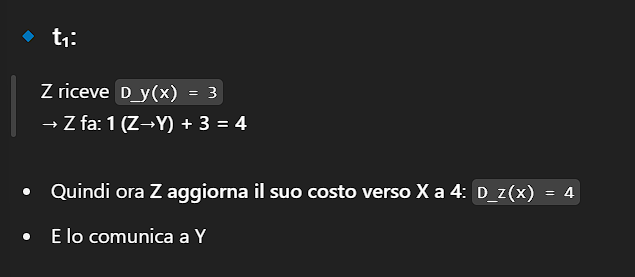 t₁:
Z riceve D_y(x) = 3
→ Z fa: 1 (Z→Y) + 3 = 4
Quindi ora Z aggiorna il suo costo verso X a 4: D_z(x) = 4
E lo comunica a Y